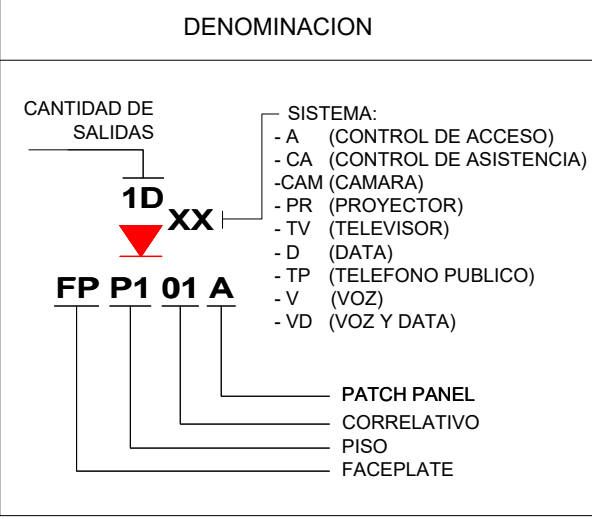 DENOMINACION
CANTIDAD DE
SALIDAS
1D
XX
SISTEMA:
- A (CONTROL DE ACCESO)
- CA (CONTROL DE ASISTENCIA)
-CAM (CAMARA)
- PR (PROYECTOR)
- TV (TELEVISOR)
- D (DATA)
- TP (TELEFONO PUBLICO)
- V (VOZ)
- VD (VOZ Y DATA)
FP P1 01 A
PATCH PANEL
CORRELATIVO
PISO
FACEPLATE